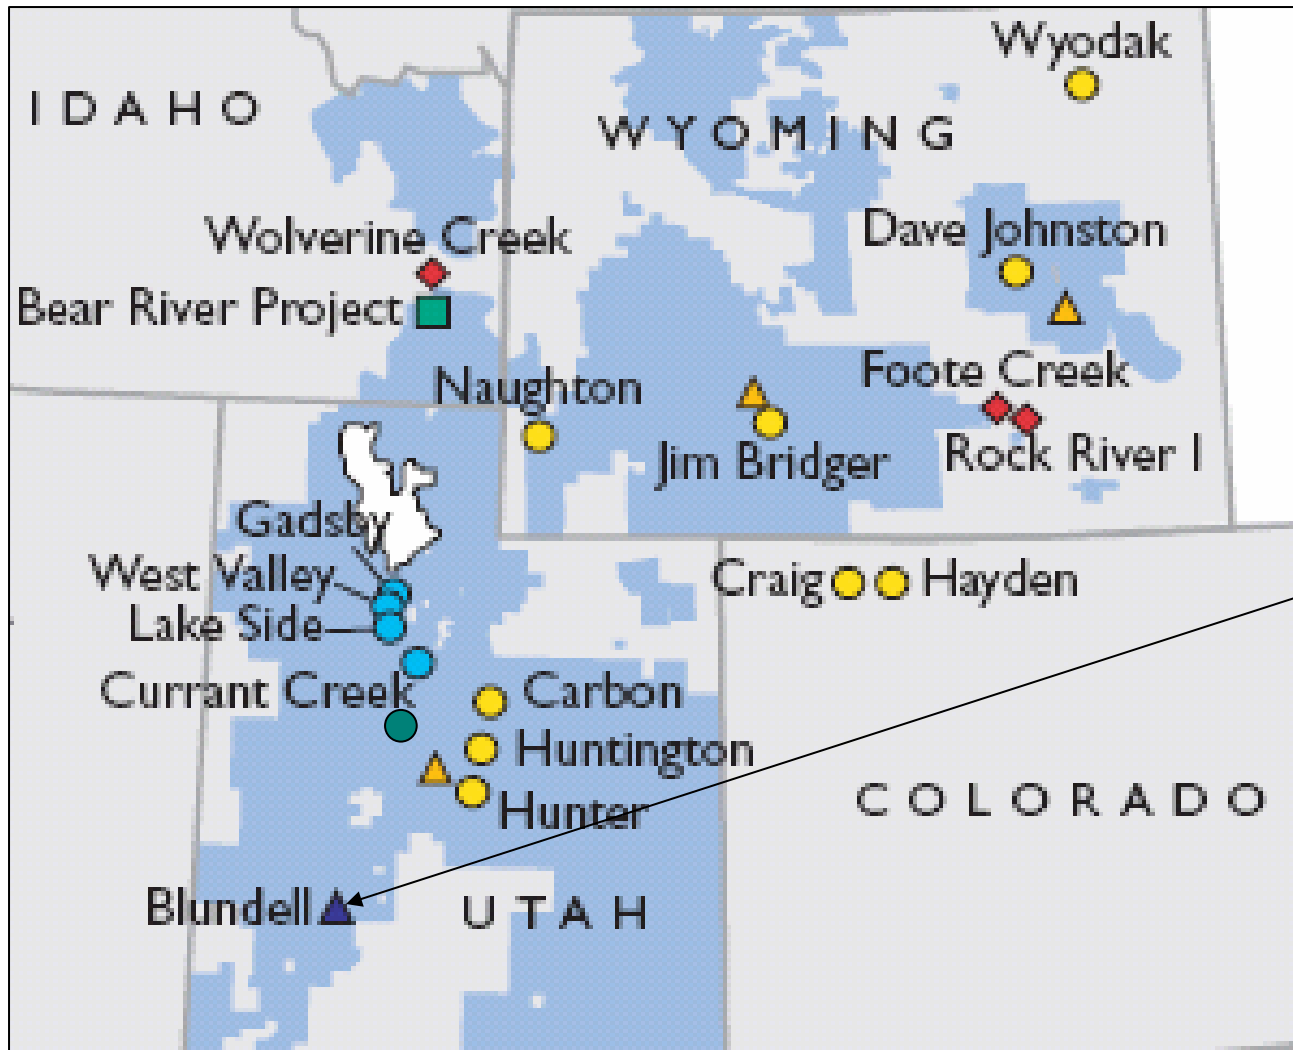 Wyodak
IDAHO
WYOMING
Wolverine Creek
Dave Johnston
Bear River Project
Naughton
Foote Creek
Jim Bridger
Rock River I
Gadsby
West Valley
Craig
Hayden
Lake Side
Currant Creek
Carbon
Huntington
Hunter
COLORADO
Blundell
UTAH